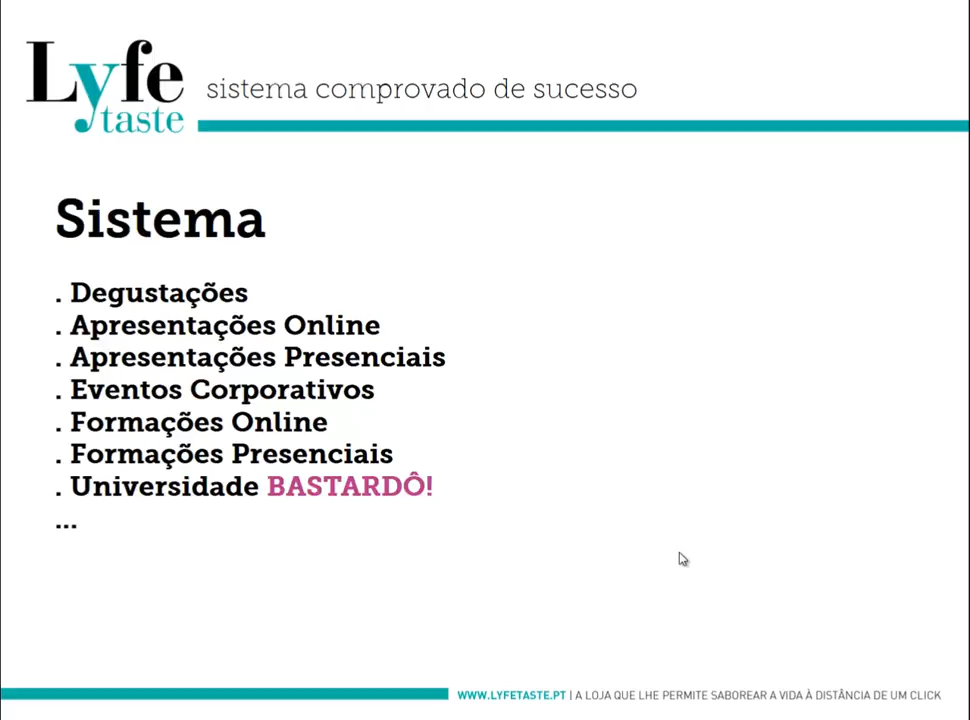 Lyfe
taste
sistema comprovado de sucesso
Sistema
. Degustações
. Apresentações Online
. Apresentações Presenciais
. Eventos Corporativos
. Formações Online
. Formações Presenciais
. Universidade BASTARDÔ!
...
WWW.LYFETASTE.PT | A LOJA QUE LHE PERMITE SABOREAR A VIDA À DISTÂNCIA DE UM CLICK